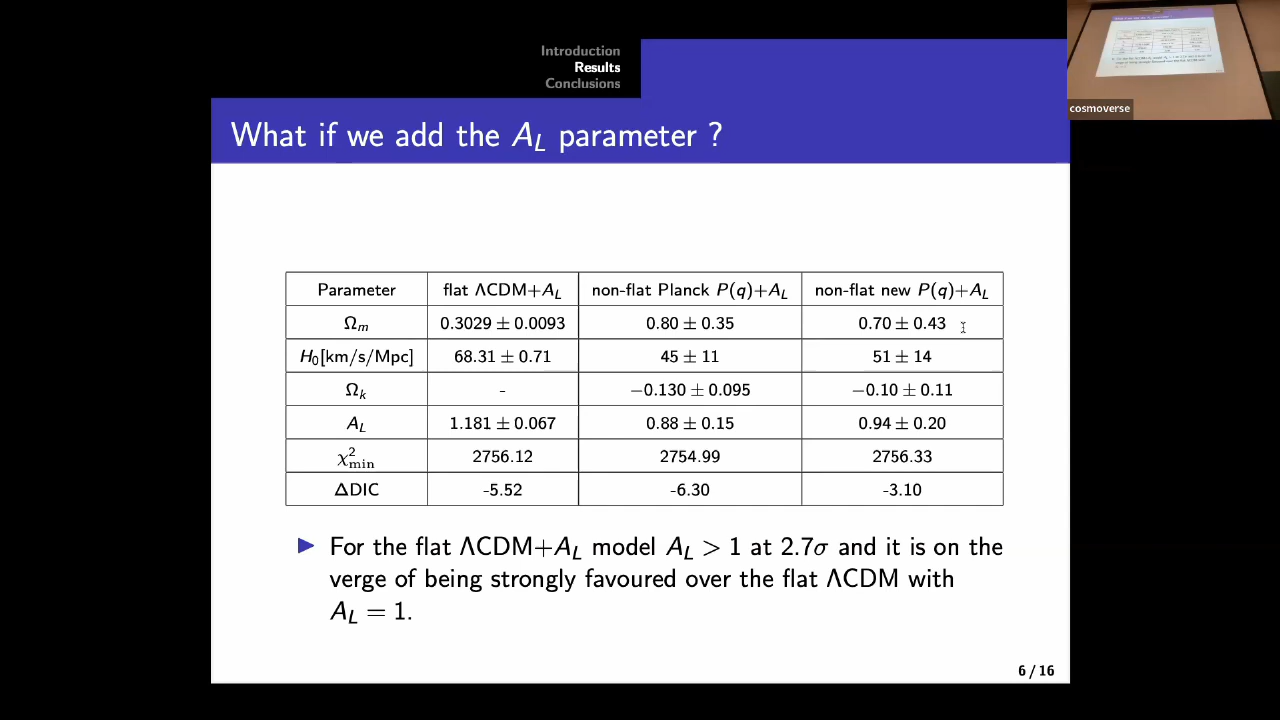 Introduction
Results
Conclusions
cosmoverse
What if we add the A_L parameter ?
Parameter flat ΛCDM+A_L non-flat Planck P(q)+A_L non-flat new P(q)+A_L
Ω_m 0.3029 ± 0.0093 0.80 ± 0.35 0.70 ± 0.43
H_0[km/s/Mpc] 68.31 ± 0.71 45 ± 11 51 ± 14
Ω_k - −0.130 ± 0.095 −0.10 ± 0.11
A_L 1.181 ± 0.067 0.88 ± 0.15 0.94 ± 0.20
χ²_min 2756.12 2754.99 2756.33
ΔDIC -5.52 -6.30 -3.10
For the flat ΛCDM+A_L model A_L > 1 at 2.7σ and it is on the
verge of being strongly favoured over the flat ΛCDM with
A_L = 1.
6 / 16